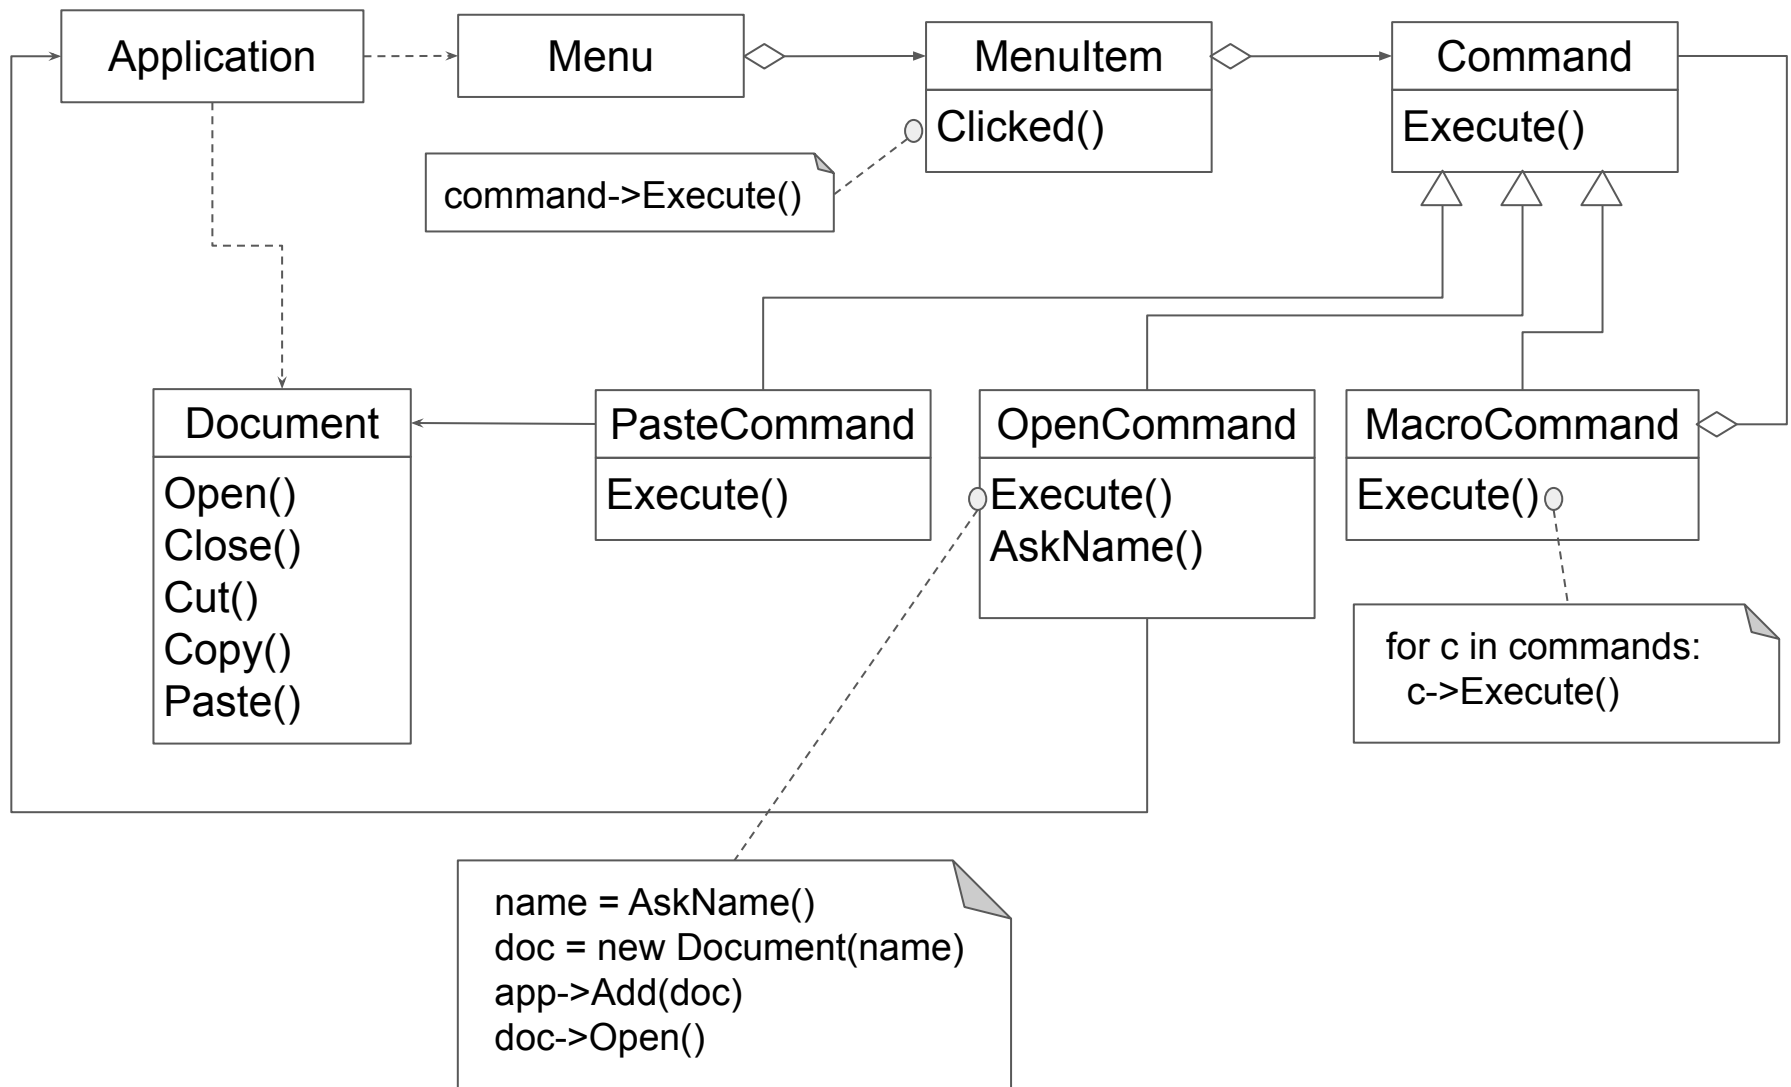 Application
Menu
MenuItem
Clicked()
Command
Execute()
command->Execute()
Document
Open()
Close()
Cut()
Copy()
Paste()
PasteCommand
Execute()
OpenCommand
Execute()
AskName()
MacroCommand
Execute()
for c in commands:
c->Execute()
name = AskName()
doc = new Document(name)
app->Add(doc)
doc->Open()